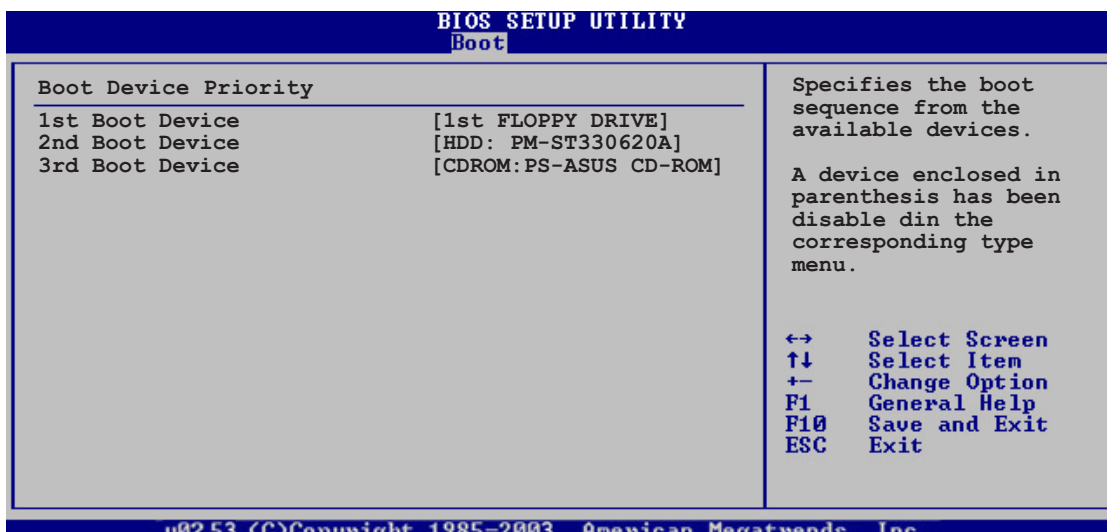 BIOS SETUP UTILITY
Boot
Boot Device Priority
1st Boot Device [1st FLOPPY DRIVE]
2nd Boot Device [HDD: PM-ST330620A]
3rd Boot Device [CDROM:PS-ASUS CD-ROM]
Specifies the boot
sequence from the
available devices.
A device enclosed in
parenthesis has been
disable din the
corresponding type
menu.
←→ Select Screen
↑↓ Select Item
+- Change Option
F1 General Help
F10 Save and Exit
ESC Exit
v02.53 (C)Copyright 1985-2003, American Megatrends, Inc.